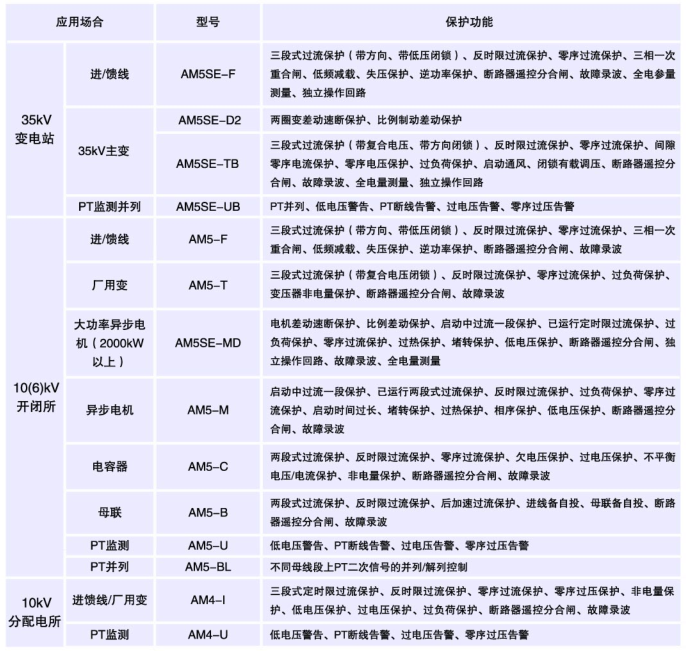 应用场合 型号 保护功能
35kV
变电站
进/馈线 AM5SE-F
三段式过流保护（带方向、带低压闭锁）、反时限过流保护、零序过流保护、三相一次
重合闸、低频减载、失压保护、逆功率保护、断路器遥控分合闸、故障录波、全电参量
测量、独立操作回路
35kV主变
AM5SE-D2 两圈变差动速断保护、比例制动差动保护
AM5SE-TB
三段式过流保护（带复合电压、带方向闭锁）、反时限过流保护、零序过流保护、间隙
零序电流保护、零序电压保护、过负荷保护、启动通风、闭锁有载调压、断路器遥控分合
闸、故障录波、全电量测量、独立操作回路
PT监测并列 AM5SE-UB PT并列、低电压警告、PT断线告警、过电压告警、零序过压告警
10(6)kV
开闭所
进/馈线 AM5-F
三段式过流保护（带方向、带低压闭锁）、反时限过流保护、零序过流保护、三相一次
重合闸、低频减载、失压保护、逆功率保护、断路器遥控分合闸、故障录波
厂用变 AM5-T
三段式过流保护（带复合电压闭锁）、反时限过流保护、零序过流保护、过负荷保护、
变压器非电量保护、断路器遥控分合闸、故障录波
大功率异步电
机（2000kW
以上）
AM5SE-MD
电机差动速断保护、比例差动保护、启动中过流一段保护、已运行定时限过流保护、过
负荷保护、零序过流保护、过热保护、堵转保护、低电压保护、断路器遥控分合闸、独
立操作回路、故障录波、全电量测量
异步电机 AM5-M
启动中过流一段保护、已运行两段式过流保护、反时限过流保护、过负荷保护、零序过
流保护、启动时间过长、堵转保护、过热保护、相序保护、低电压保护、断路器遥控分
合闸、故障录波
电容器 AM5-C
两段式过流保护、反时限过流保护、零序过流保护、欠电压保护、过电压保护、不平衡
电压/电流保护、非电量保护、断路器遥控分合闸、故障录波
母联 AM5-B
两段式过流保护、反时限过流保护、后加速过流保护、进线备自投、母联备自投、断路
器遥控分合闸、故障录波
PT监测 AM5-U 低电压警告、PT断线告警、过电压告警、零序过压告警
PT并列 AM5-BL 不同母线段上PT二次信号的并列/解列控制
10kV
分配电所
进馈线/厂用变 AM4-I
三段式定时限过流保护、反时限过流保护、零序过流保护、零序过压保护、非电量保
护、低电压保护、过电压保护、过负荷保护、断路器遥控分合闸、故障录波
PT监测 AM4-U 低电压警告、PT断线告警、过电压告警、零序过压告警